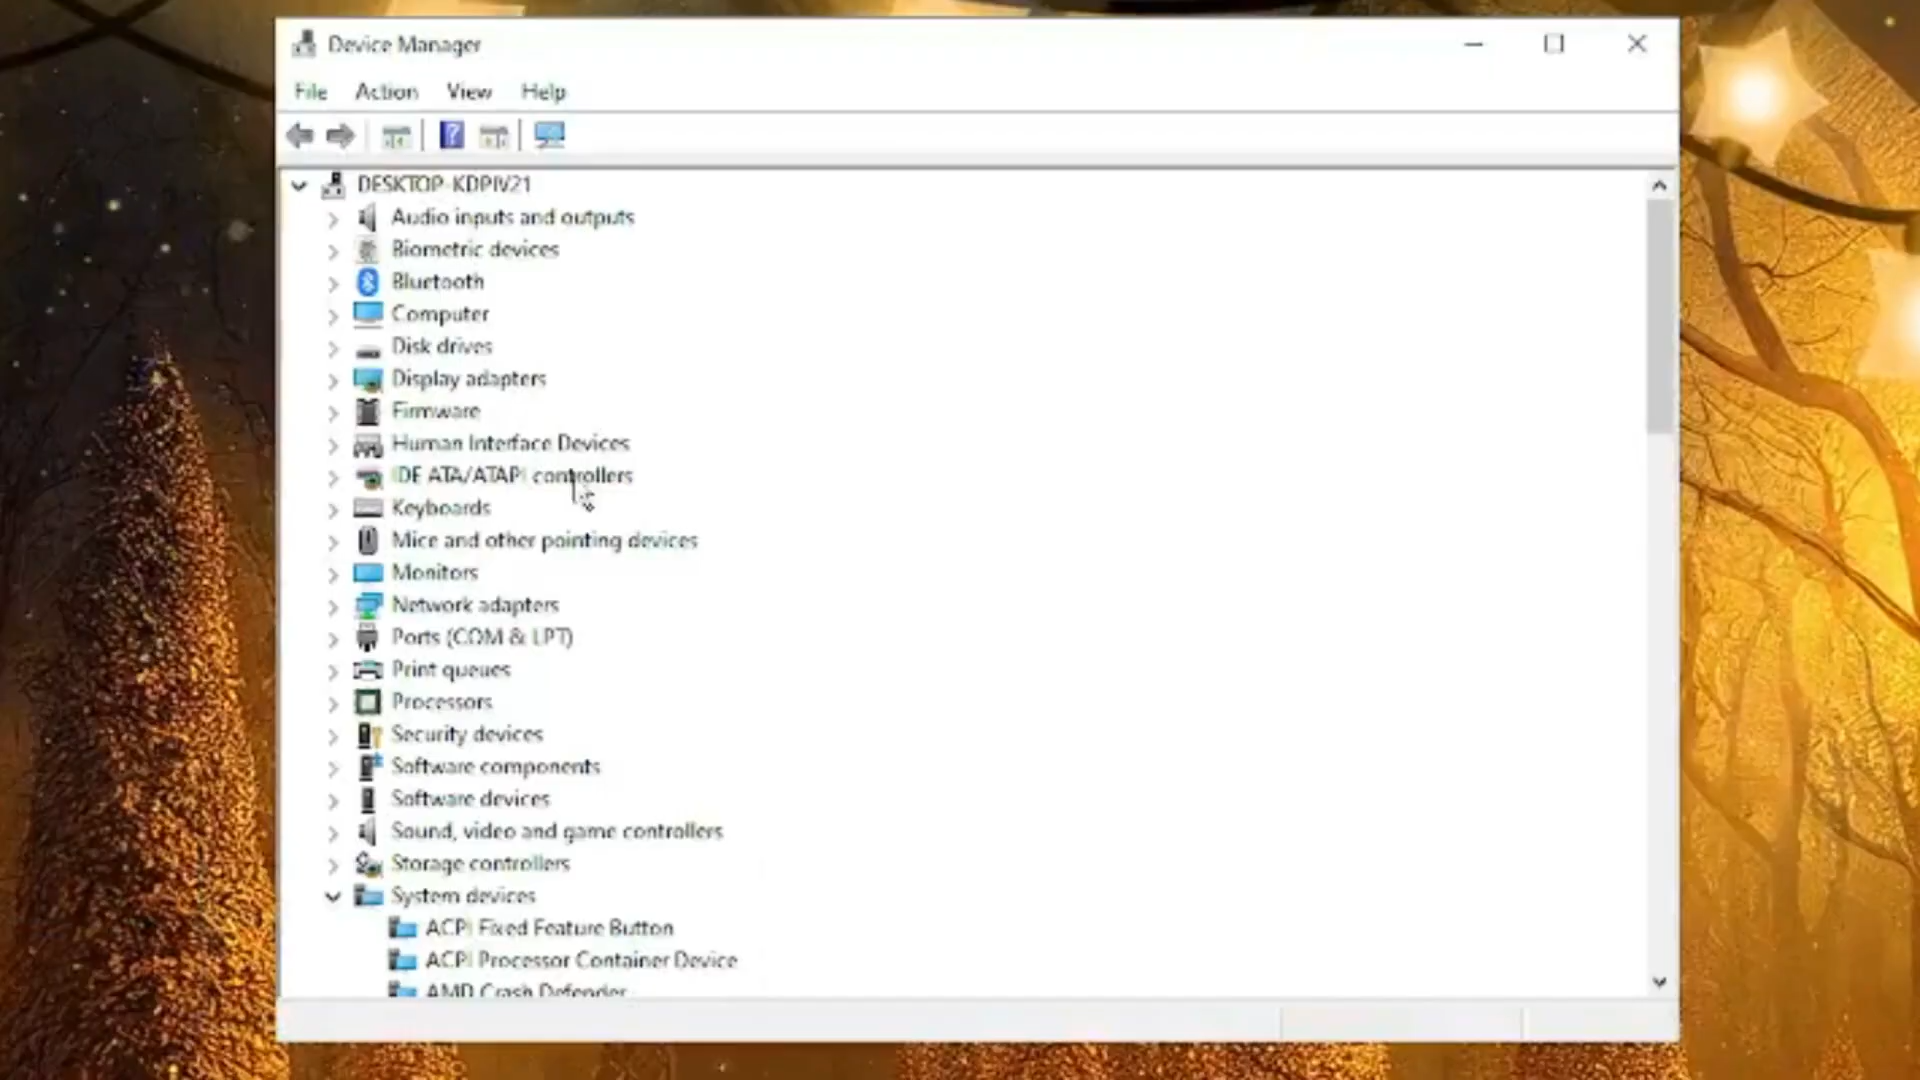 Device Manager
File Action View Help
DESKTOP-KDPIV21
Audio inputs and outputs
Biometric devices
Bluetooth
Computer
Disk drives
Display adapters
Firmware
Human Interface Devices
IDE ATA/ATAPI controllers
Keyboards
Mice and other pointing devices
Monitors
Network adapters
Ports (COM & LPT)
Print queues
Processors
Security devices
Software components
Software devices
Sound, video and game controllers
Storage controllers
System devices
ACPI Fixed Feature Button
ACPI Processor Container Device
AMD Crash Defender